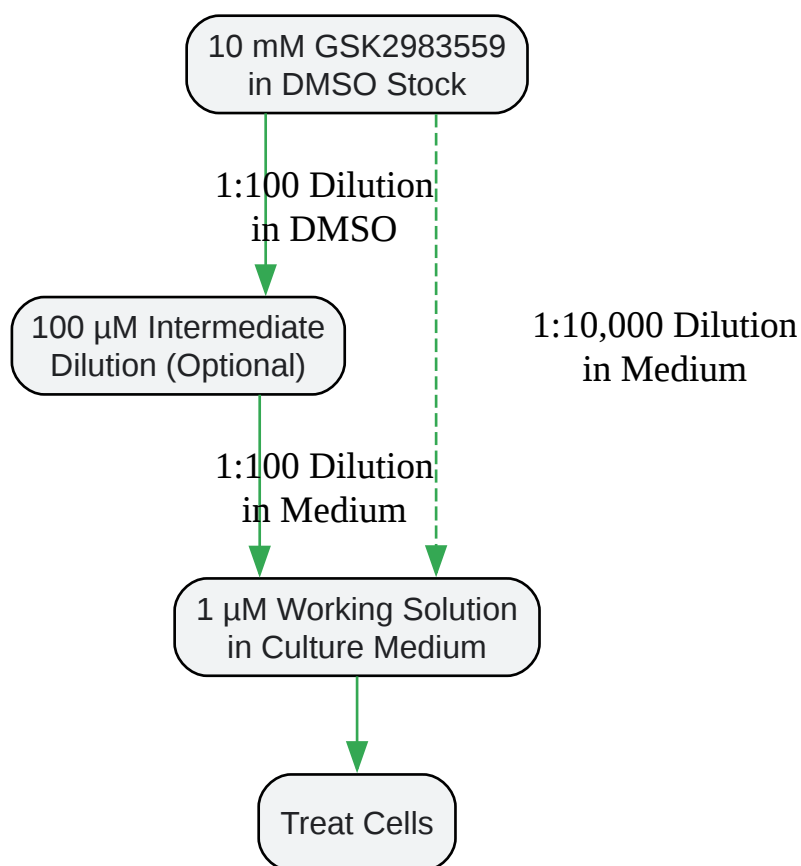 10 mM GSK2983559
in DMSO Stock
1:100 Dilution
in DMSO
100 µM Intermediate
Dilution (Optional)
1:10,000 Dilution
in Medium
1:100 Dilution
in Medium
1 µM Working Solution
in Culture Medium
Treat Cells